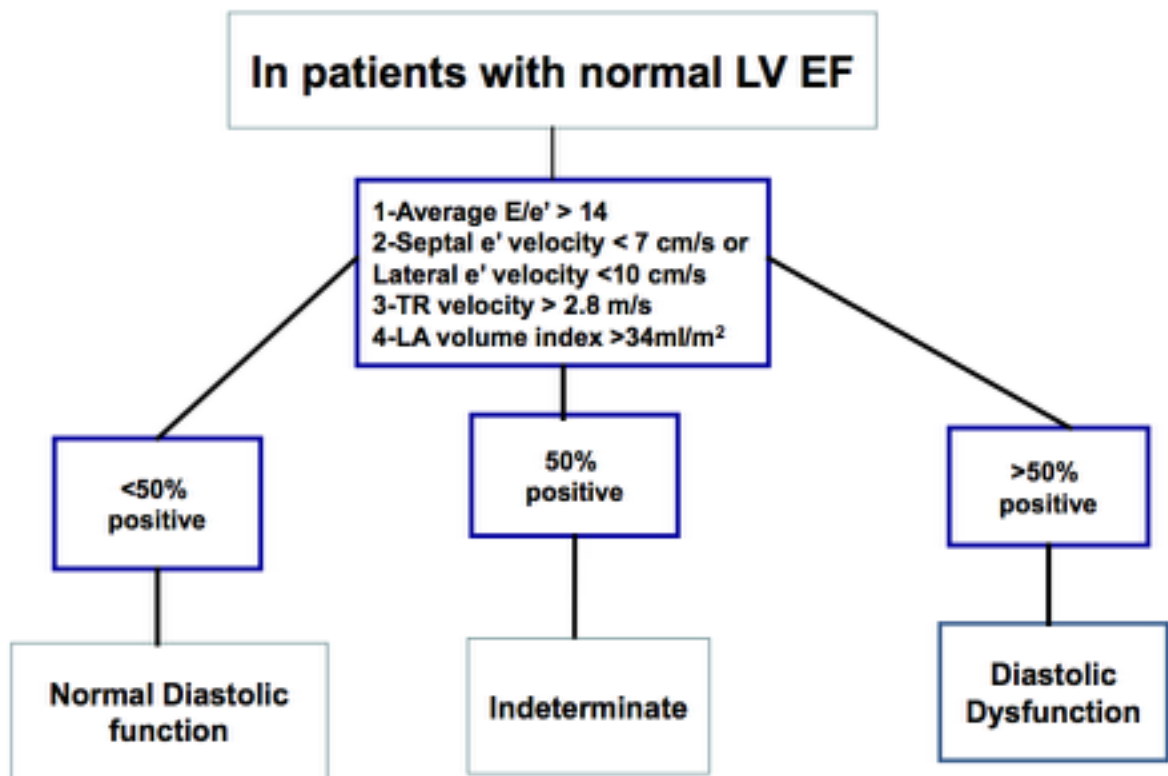 In patients with normal LV EF
1-Average E/e' > 14
2-Septal e' velocity < 7 cm/s or
Lateral e' velocity <10 cm/s
3-TR velocity > 2.8 m/s
4-LA volume index >34ml/m²
<50%
positive
50%
positive
>50%
positive
Normal Diastolic
function
Indeterminate
Diastolic
Dysfunction